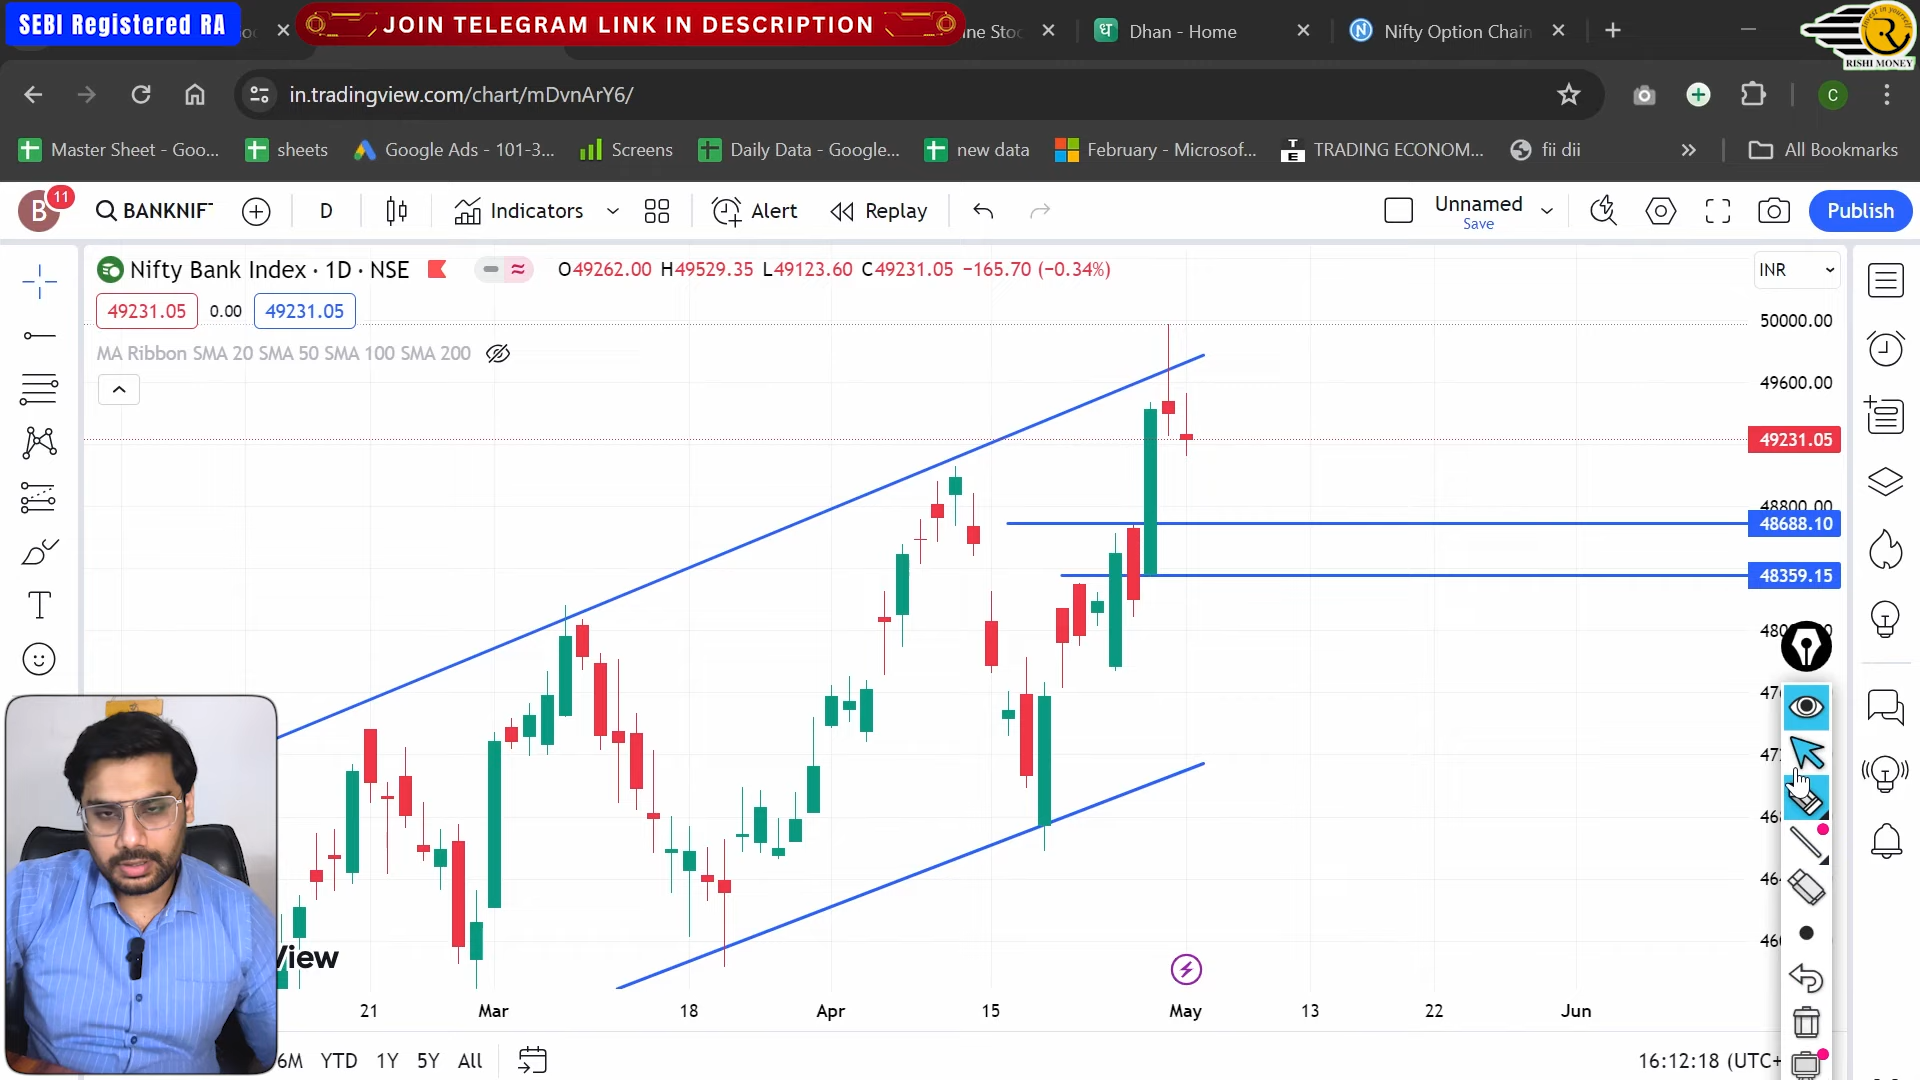 SEBI Registered RA
JOIN TELEGRAM LINK IN DESCRIPTION
ine Stoc
Dhan - Home
Nifty Option Chain
RISHI MONEY
in.tradingview.com/chart/mDvnArY6/
C
Master Sheet - Goo...
sheets
Google Ads - 101-3...
Screens
Daily Data - Google...
new data
February - Microsof...
TRADING ECONOM...
fii dii
All Bookmarks
B
11
BANKNIF
D
Indicators
Alert
Replay
Unnamed
Save
Publish
Nifty Bank Index · 1D · NSE
O49262.00 H49529.35 L49123.60 C49231.05 −165.70 (−0.34%)
INR
49231.05
0.00
49231.05
50000.00
MA Ribbon SMA 20 SMA 50 SMA 100 SMA 200
49600.00
49231.05
48800.00
48688.10
48359.15
View
21
Mar
18
Apr
15
May
13
22
Jun
6M
YTD
1Y
5Y
All
16:12:18 (UTC+